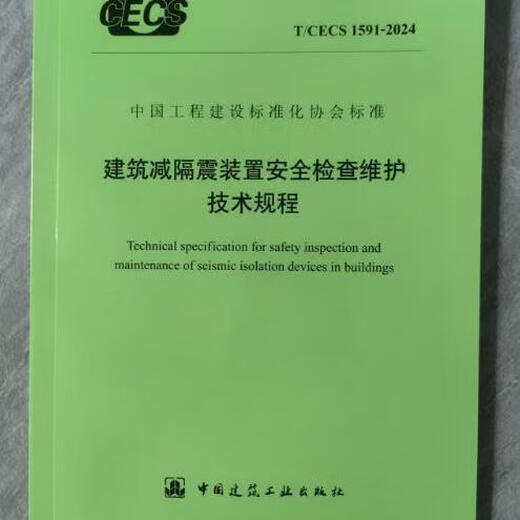 CECS
T/CECS 1591-2024
中国工程建设标准化协会标准
建筑减隔震装置安全检查维护
技术规程
Technical specification for safety inspection and
maintenance of seismic isolation devices in buildings
中国建筑工业出版社